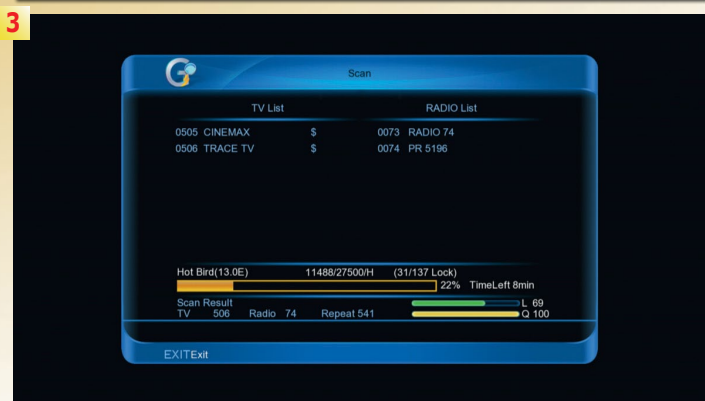 3
Scan
TV List RADIO List
0505 CINEMAX $ 0073 RADIO 74
0506 TRACE TV $ 0074 PR 5196
Hot Bird(13.0E) 11488/27500/H (31/137 Lock)
22% TimeLeft 8min
Scan Result L 69
TV 506 Radio 74 Repeat 541 Q 100
EXITExit